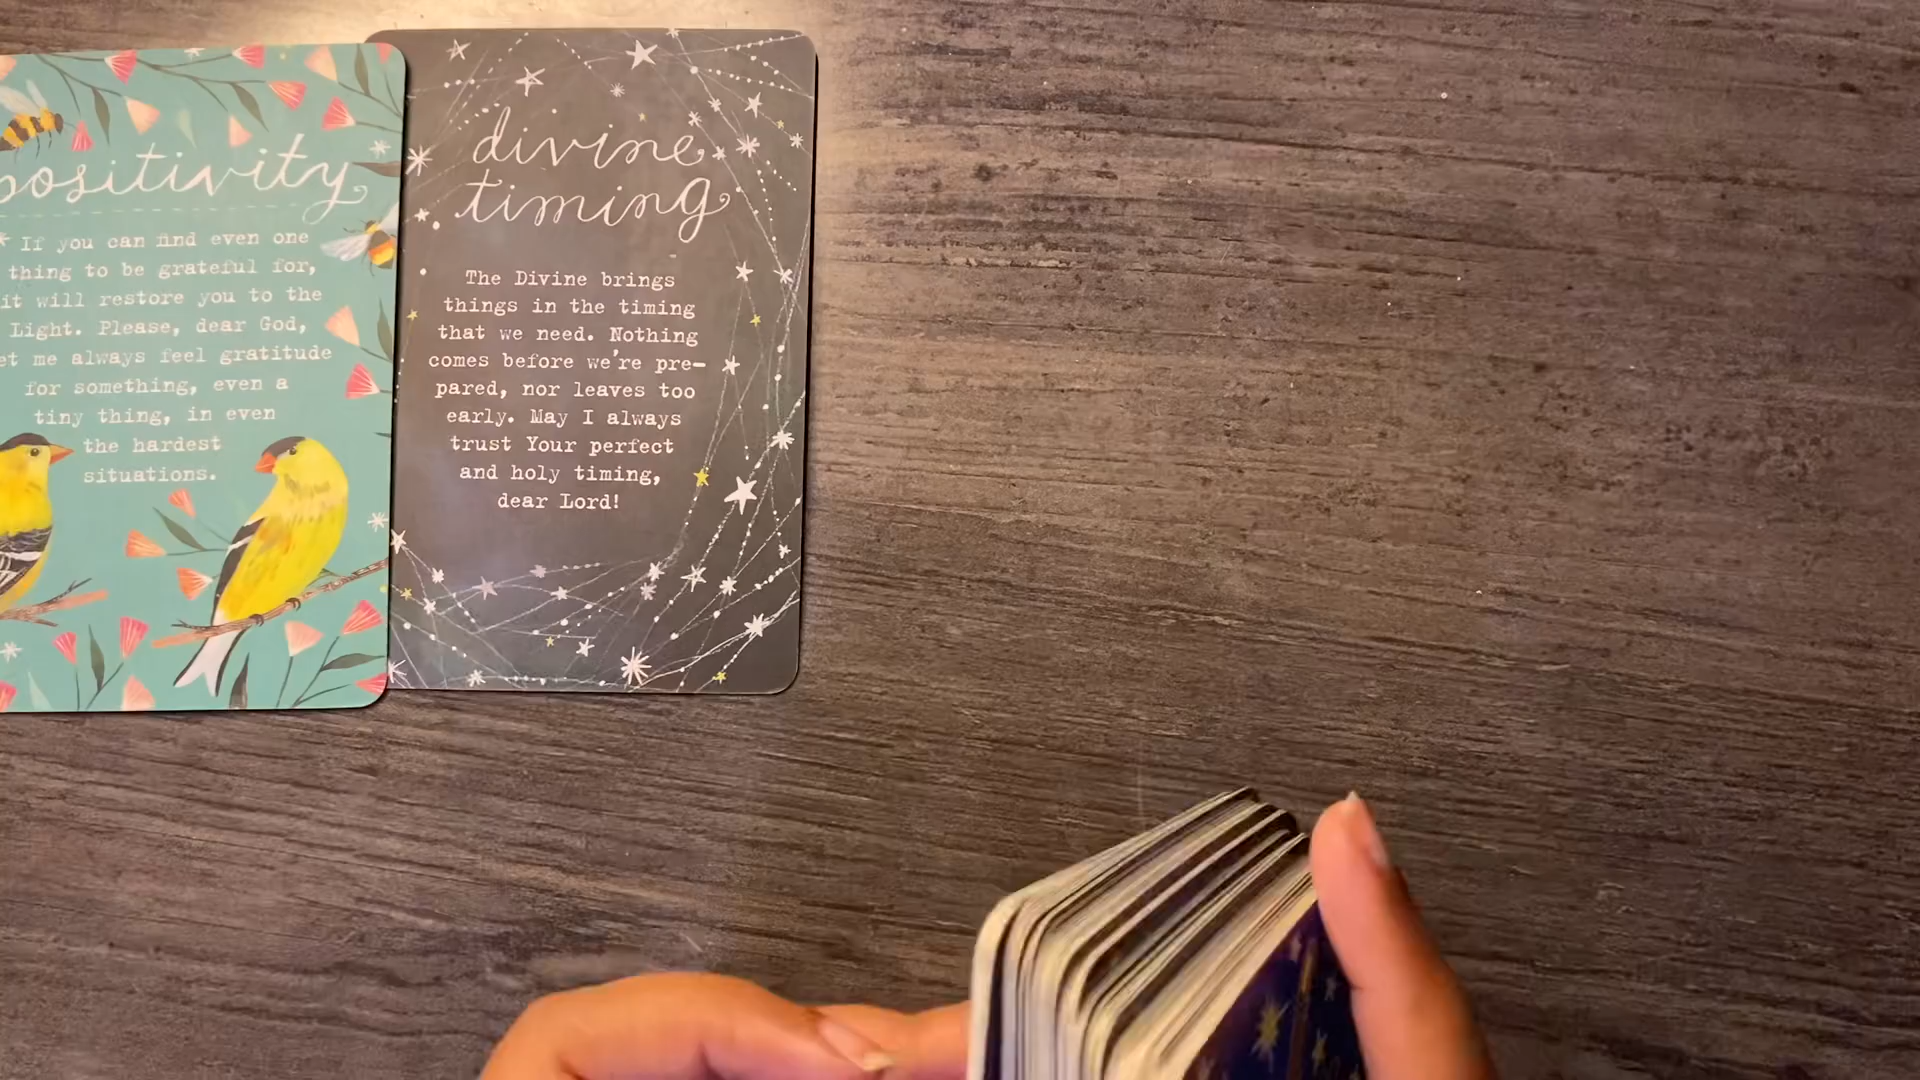 positivity
If you can find even one
thing to be grateful for,
it will restore you to the
Light. Please, dear God,
let me always feel gratitude
for something, even a
tiny thing, in even
the hardest
situations.
divine
timing
The Divine brings
things in the timing
that we need. Nothing
comes before we're pre-
pared, nor leaves too
early. May I always
trust Your perfect
and holy timing,
dear Lord!